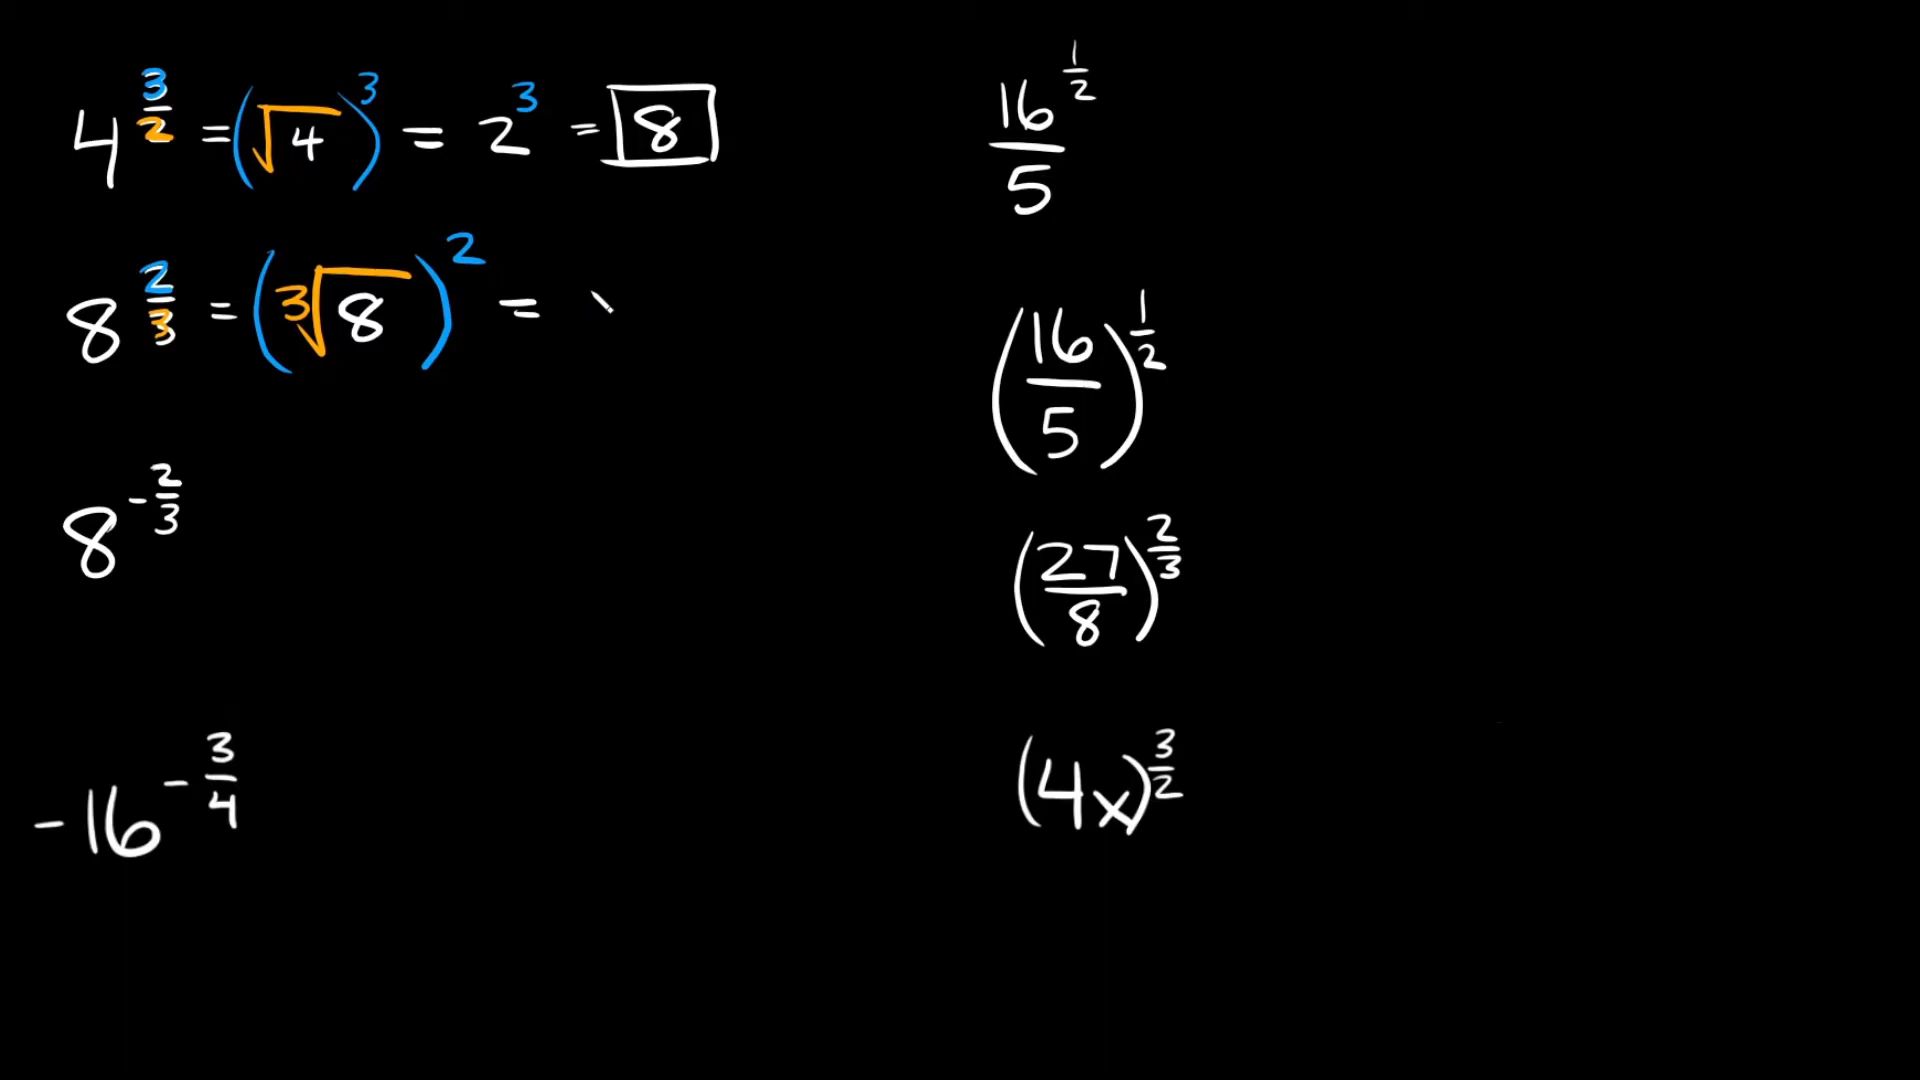 4^(3/2) = (√4)^3 = 2^3 = 8
8^(2/3) = (∛8)^2 =
8^(-2/3)
-16^(-3/4)
16^(1/2)/5
(16/5)^(1/2)
(27/8)^(2/3)
(4x)^(3/2)